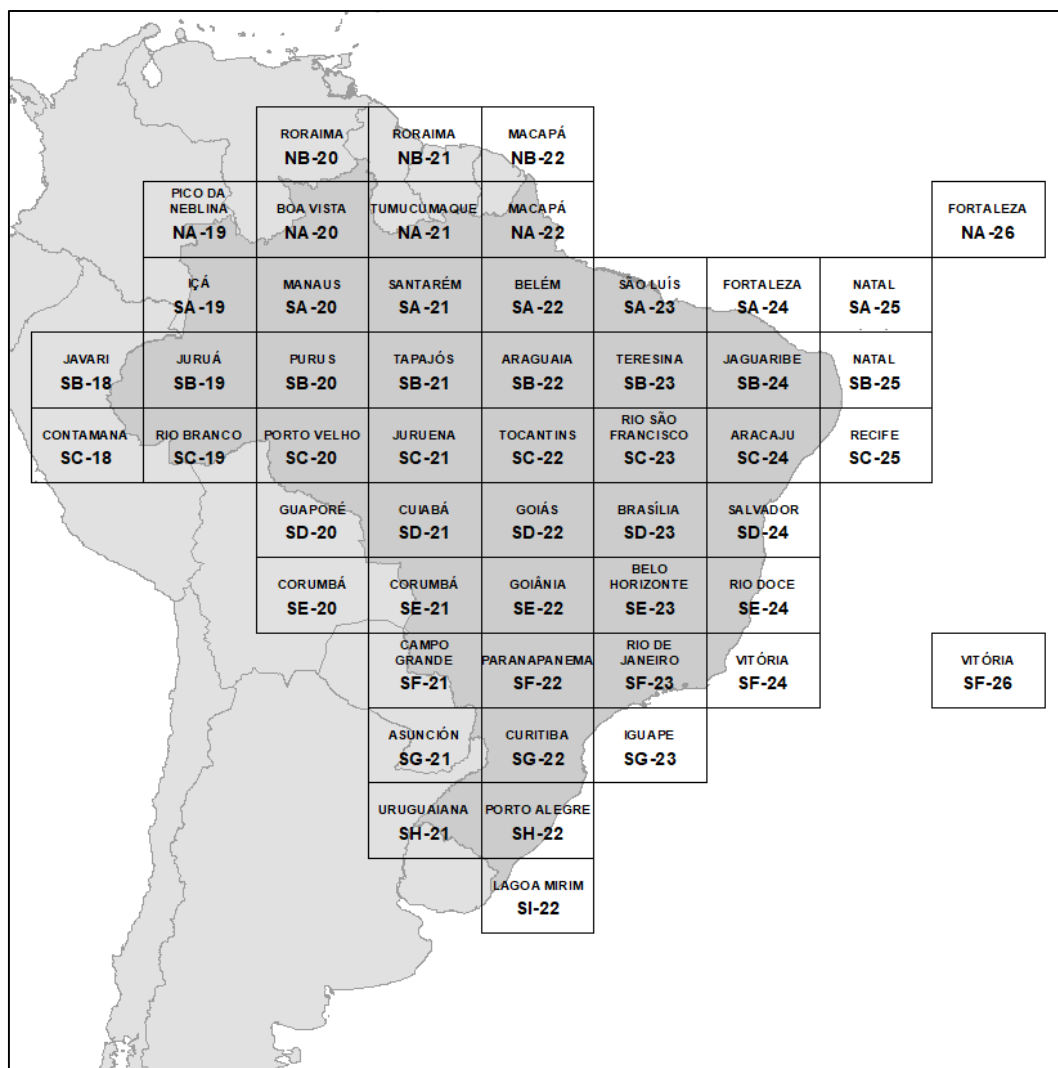 RORAIMA
NB-20
RORAIMA
NB-21
MACAPÁ
NB-22
PICO DA
NEBLINA
NA-19
BOA VISTA
NA-20
TUMUCUMAQUE
NA-21
MACAPÁ
NA-22
FORTALEZA
NA-26
IÇÁ
SA-19
MANAUS
SA-20
SANTARÉM
SA-21
BELÉM
SA-22
SÃO LUÍS
SA-23
FORTALEZA
SA-24
NATAL
SA-25
JAVARI
SB-18
JURUÁ
SB-19
PURUS
SB-20
TAPAJÓS
SB-21
ARAGUAIA
SB-22
TERESINA
SB-23
JAGUARIBE
SB-24
NATAL
SB-25
CONTAMANA
SC-18
RIO BRANCO
SC-19
PORTO VELHO
SC-20
JURUENA
SC-21
TOCANTINS
SC-22
RIO SÃO
FRANCISCO
SC-23
ARACAJU
SC-24
RECIFE
SC-25
GUAPORÉ
SD-20
CUIABÁ
SD-21
GOIÁS
SD-22
BRASÍLIA
SD-23
SALVADOR
SD-24
CORUMBÁ
SE-20
CORUMBÁ
SE-21
GOIÂNIA
SE-22
BELO
HORIZONTE
SE-23
RIO DOCE
SE-24
CAMPO
GRANDE
SF-21
PARANAPANEMA
SF-22
RIO DE
JANEIRO
SF-23
VITÓRIA
SF-24
VITÓRIA
SF-26
ASUNCIÓN
SG-21
CURITIBA
SG-22
IGUAPE
SG-23
URUGUAIANA
SH-21
PORTO ALEGRE
SH-22
LAGOA MIRIM
SI-22